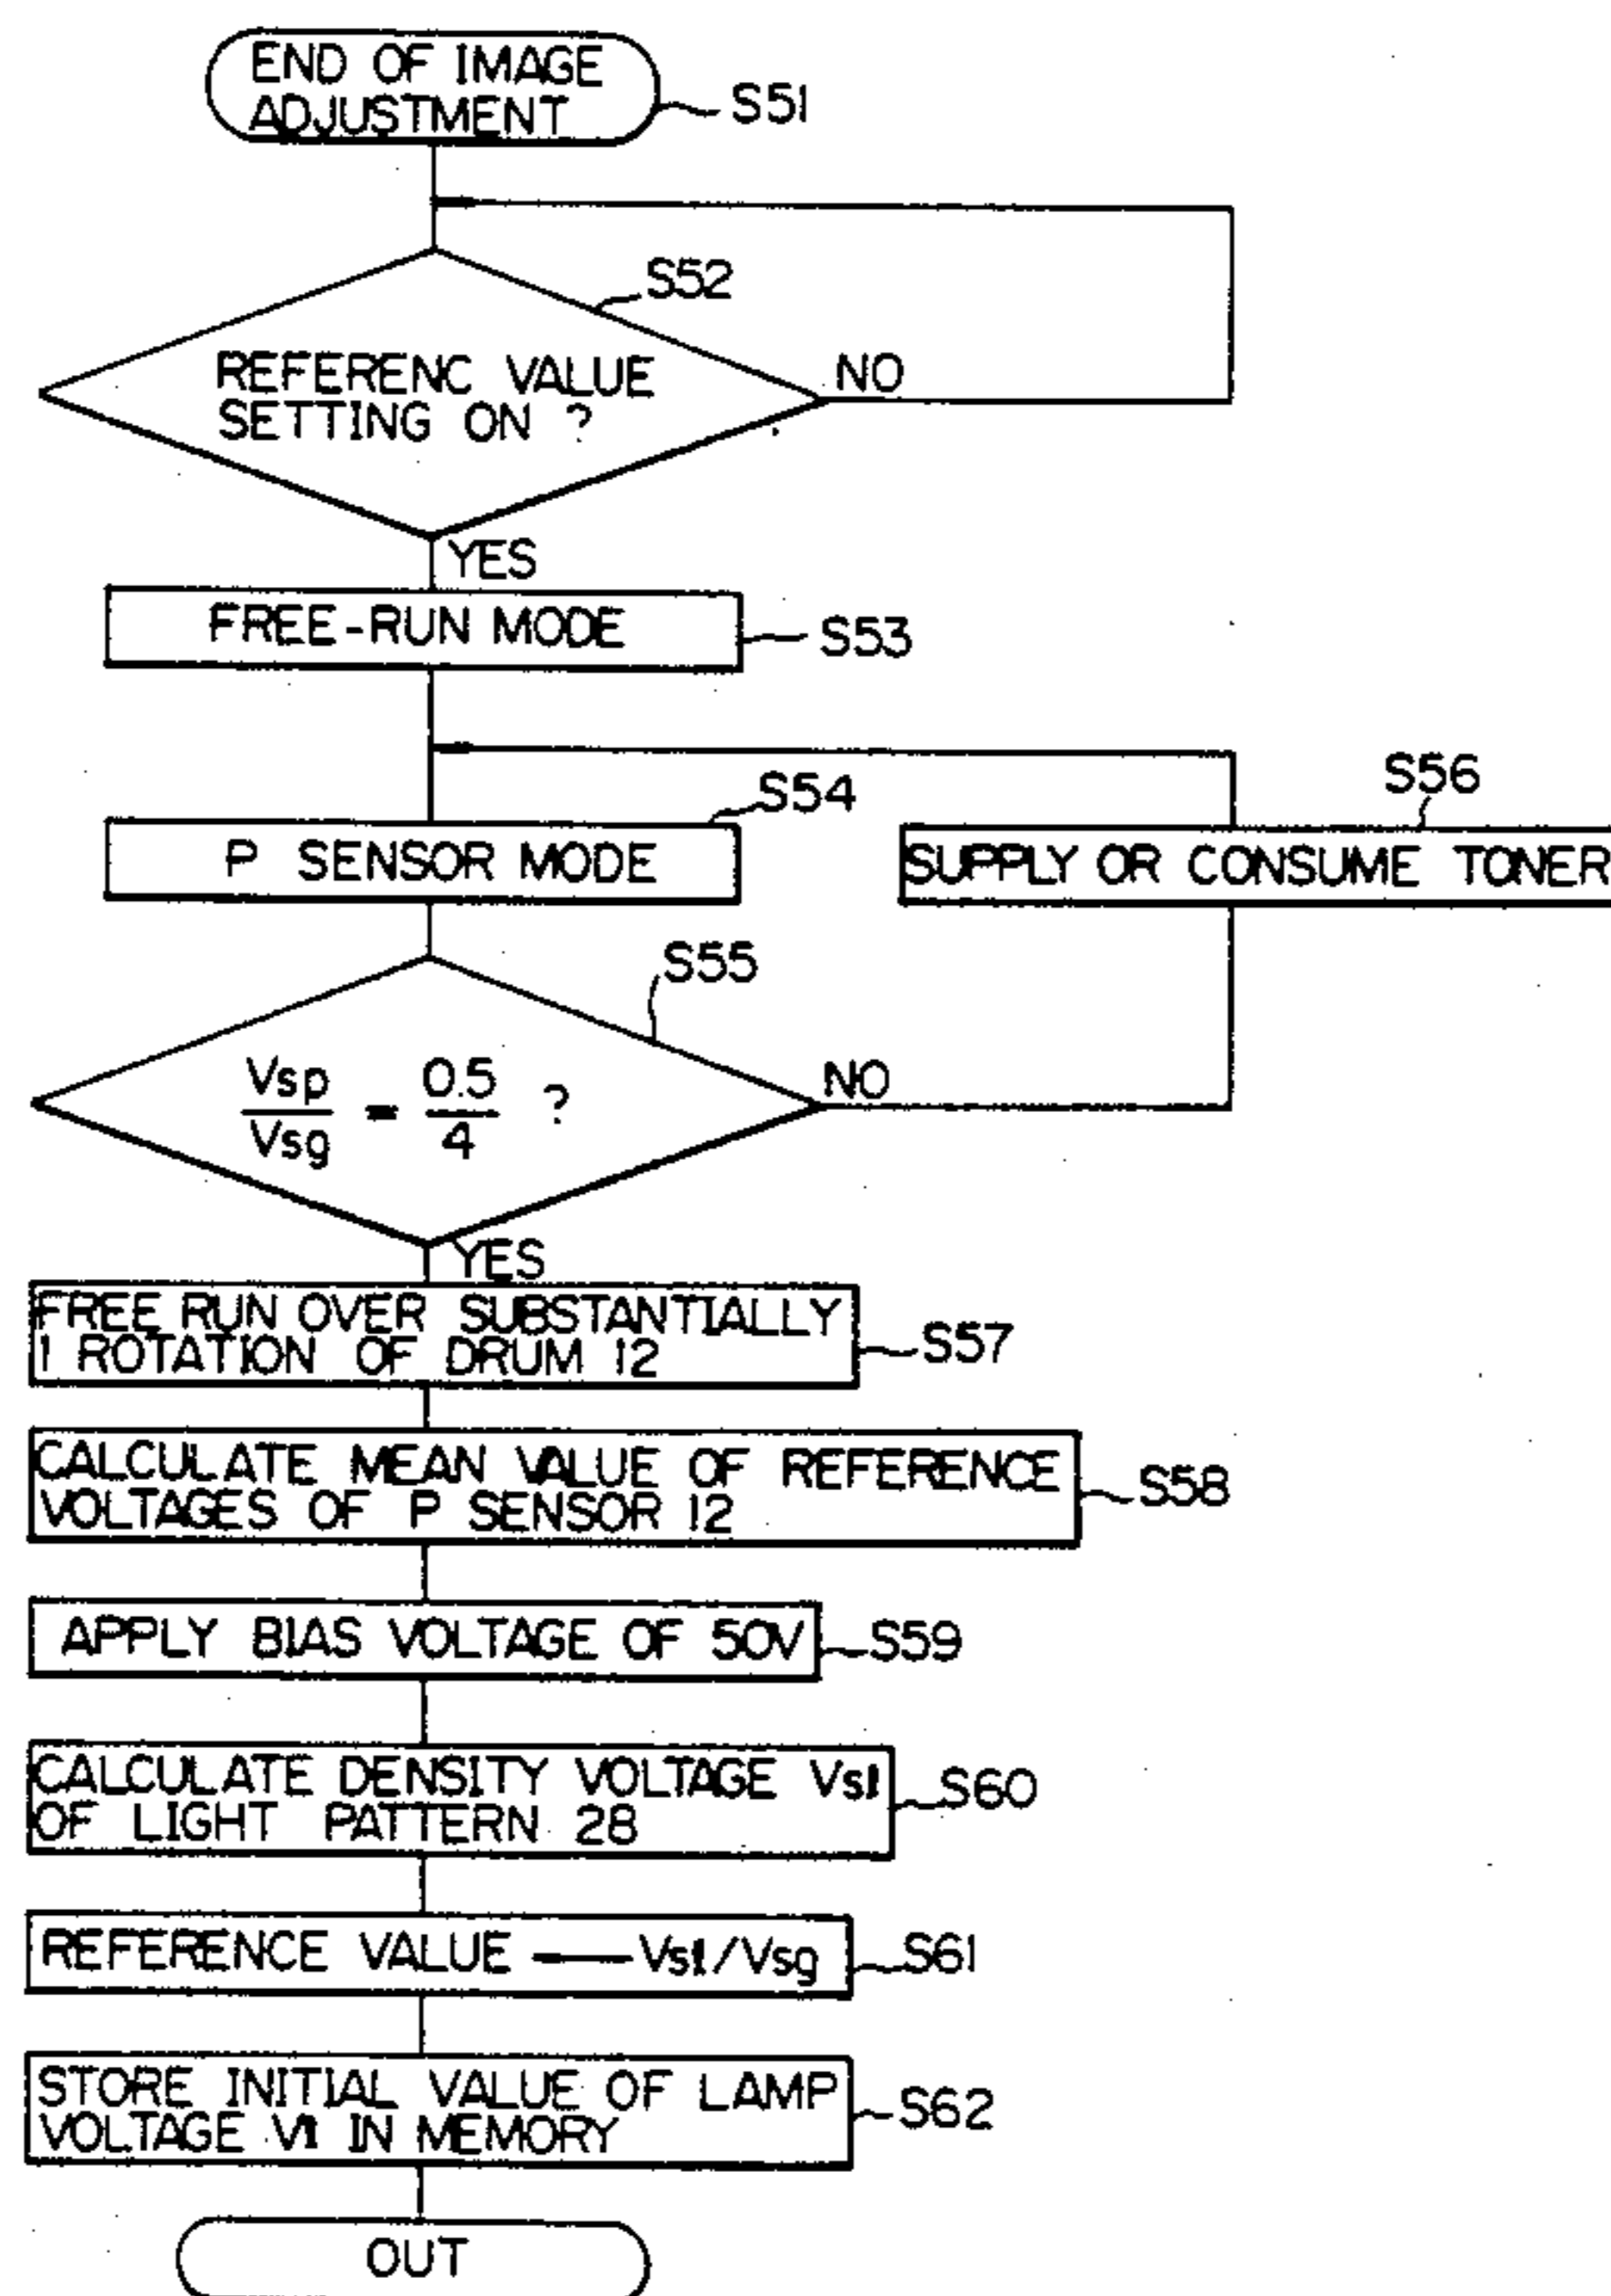 END OF IMAGE
ADJUSTMENT
S51
S52
REFERENC VALUE
SETTING ON ?
NO
YES
FREE-RUN MODE
S53
S54
P SENSOR MODE
S56
SUPPLY OR CONSUME TONER
S55
Vsp/Vsg = 0.5/4 ?
NO
YES
FREE RUN OVER SUBSTANTIALLY
1 ROTATION OF DRUM 12
S57
CALCULATE MEAN VALUE OF REFERENCE
VOLTAGES OF P SENSOR 12
S58
APPLY BIAS VOLTAGE OF 50V
S59
CALCULATE DENSITY VOLTAGE Vsl
OF LIGHT PATTERN 28
S60
REFERENCE VALUE ← Vsl/Vsg
S61
STORE INITIAL VALUE OF LAMP
VOLTAGE Vl IN MEMORY
S62
OUT